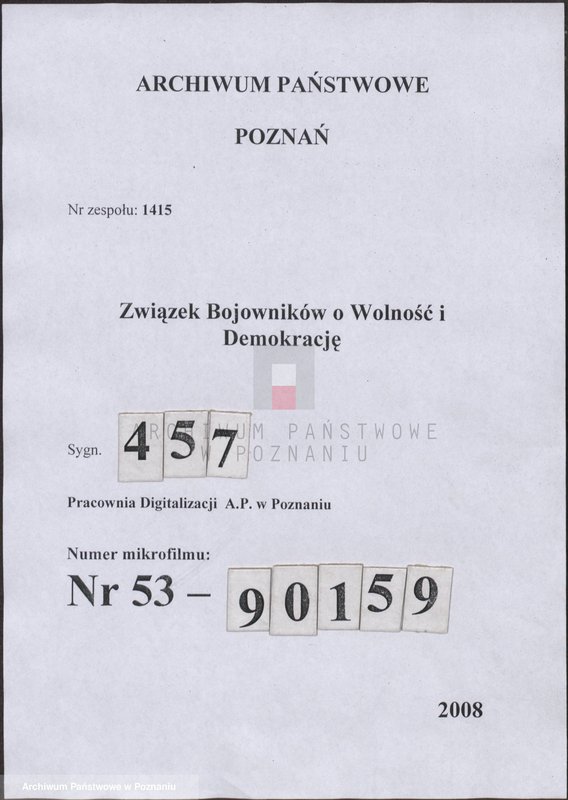 ARCHIWUM PAŃSTWOWE
POZNAŃ
Nr zespołu: 1415
Związek Bojowników o Wolność i
Demokrację
Sygn. 457
ARCHIWUM PAŃSTWOWE
W POZNANIU
Pracownia Digitalizacji A.P. w Poznaniu
Numer mikrofilmu:
Nr 53 – 90159
2008
Archiwum Państwowe w Poznaniu